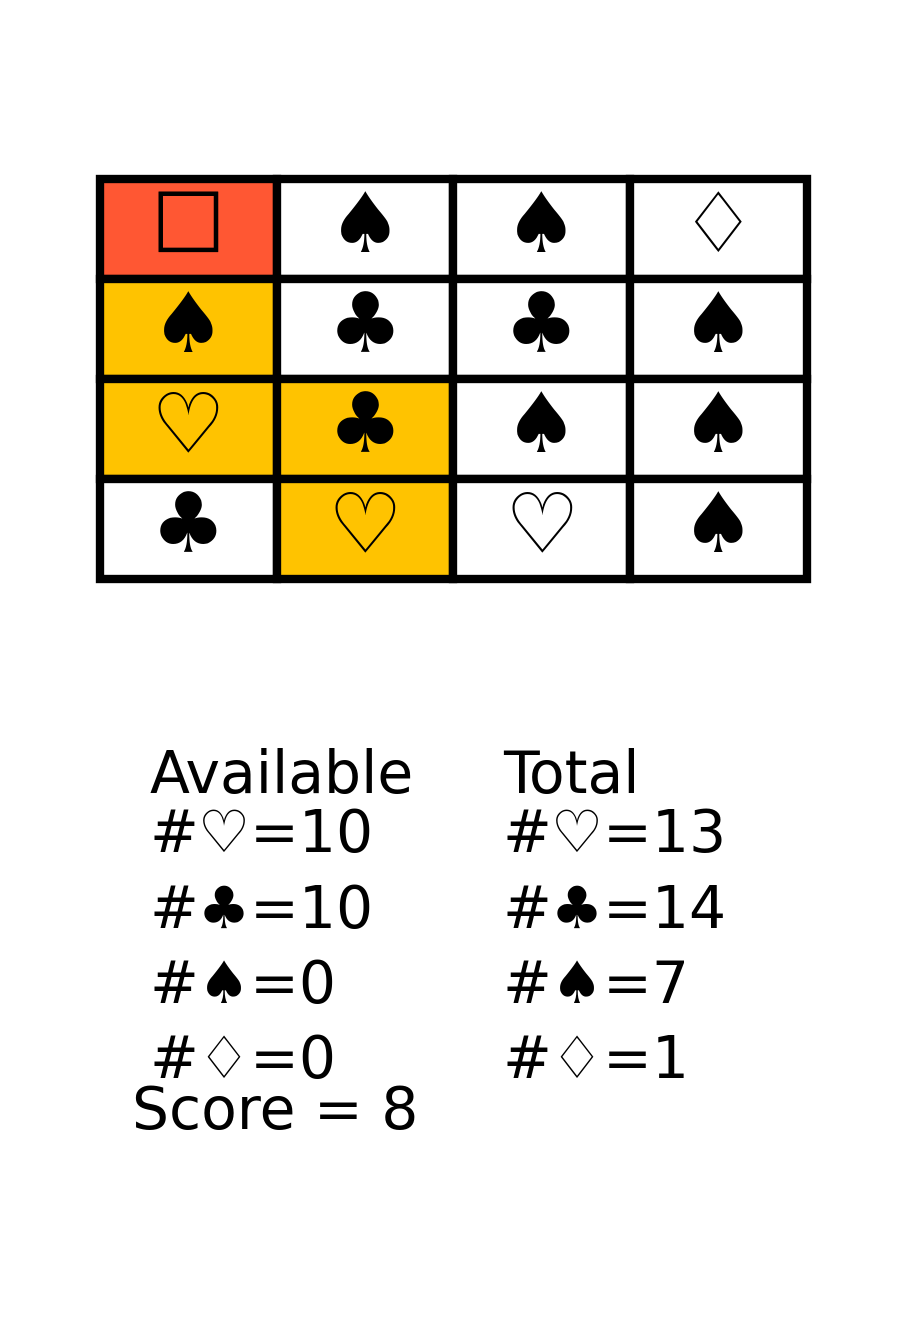 □ ♠ ♠ ♢
♠ ♣ ♣ ♠
♡ ♣ ♠ ♠
♣ ♡ ♡ ♠
Available Total
#♡=10 #♡=13
#♣=10 #♣=14
#♠=0 #♠=7
#♢=0 #♢=1
Score = 8